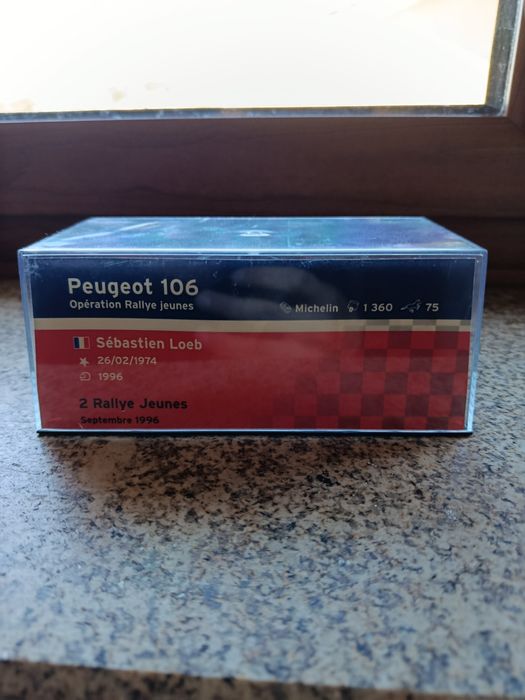 Peugeot 106
Opération Rallye jeunes
Michelin 1 360 75
Sébastien Loeb
26/02/1974
1996
2 Rallye Jeunes
Septembre 1996